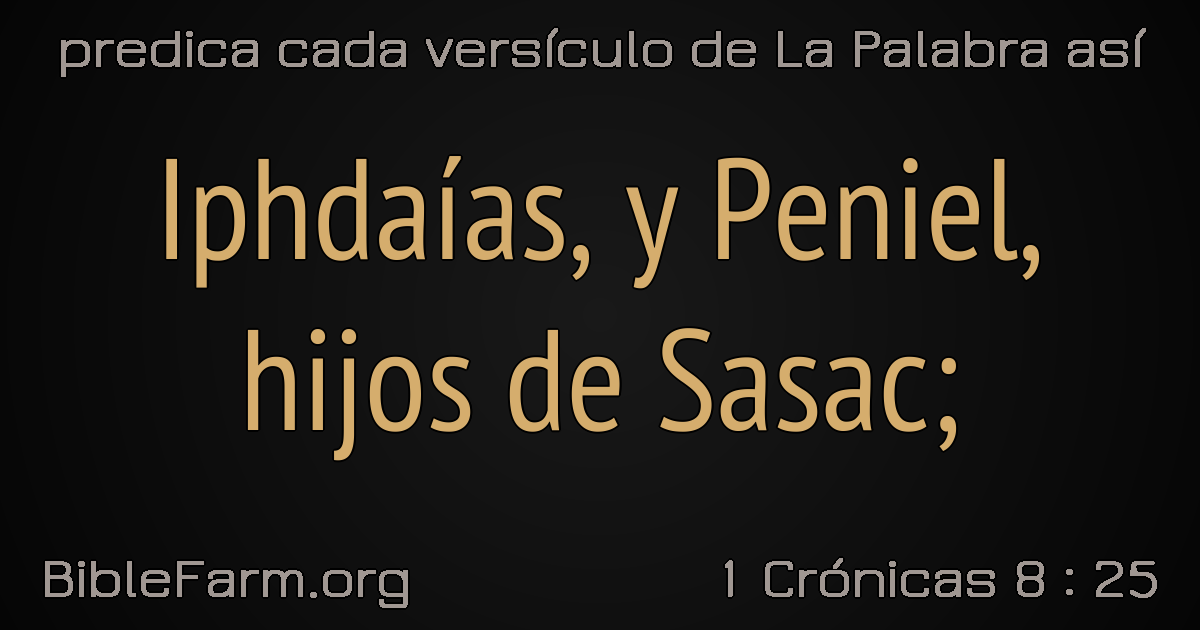 predica cada versículo de La Palabra así
Iphdaías, y Peniel,
hijos de Sasac;
BibleFarm.org
1 Crónicas 8 : 25